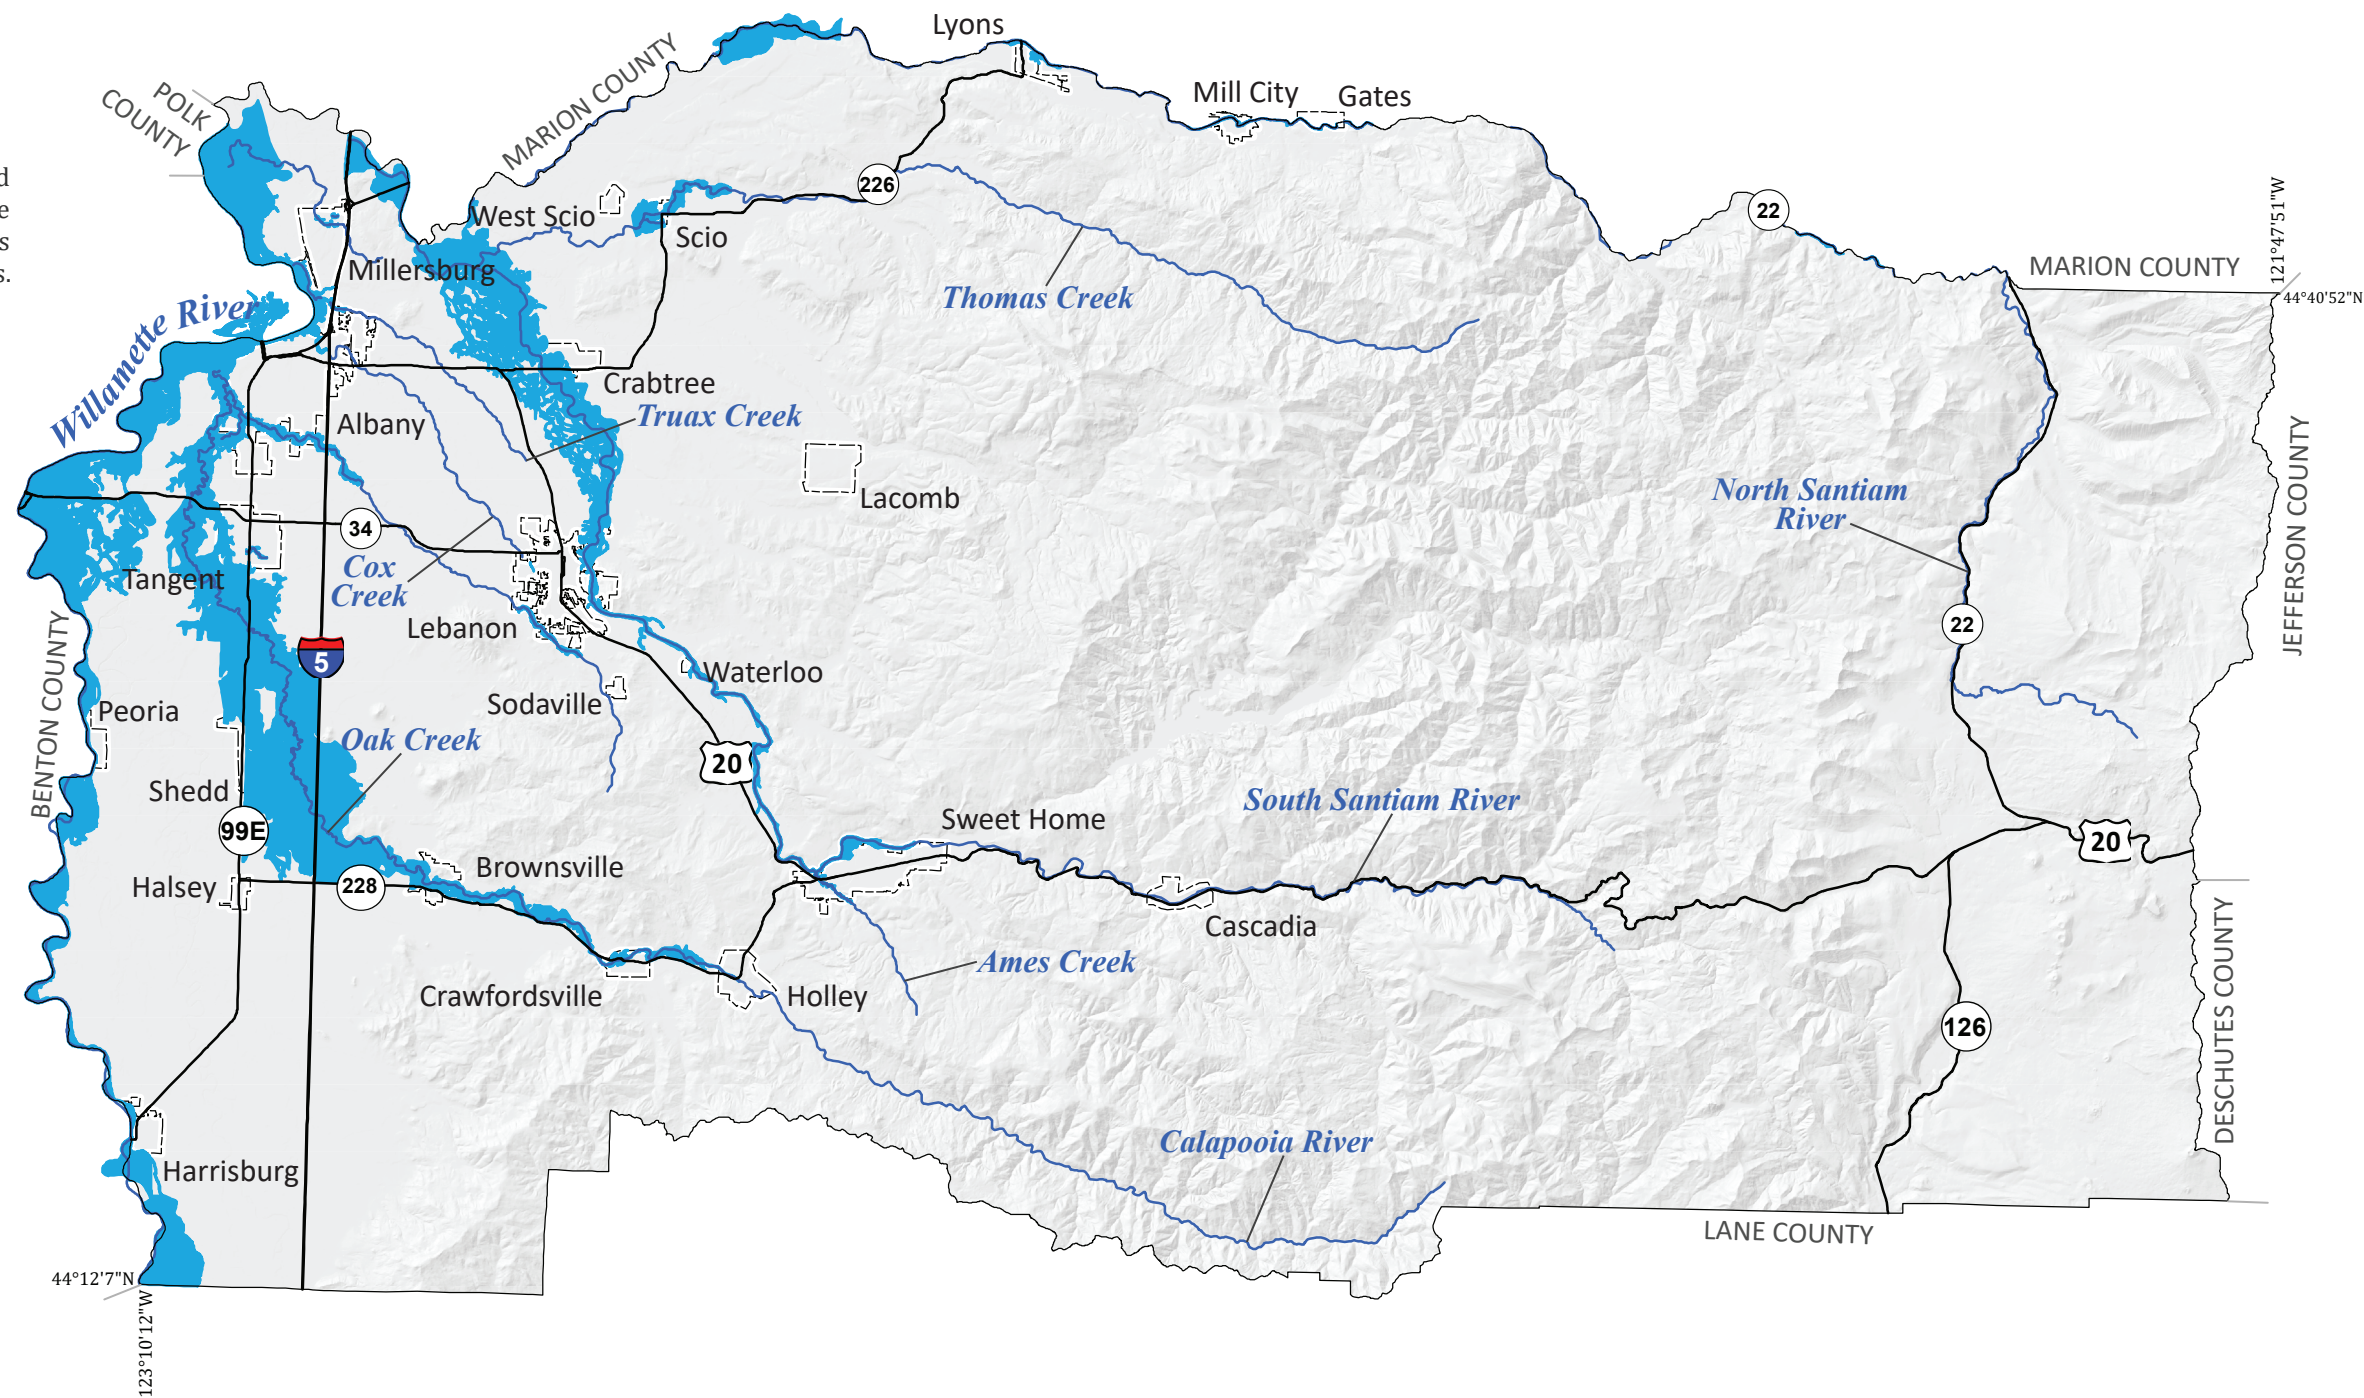 Lyons
MARION COUNTY
POLK
COUNTY
Mill City
Gates
d
e
s
s.
226
West Scio
Scio
22
121°47'51"W
MARION COUNTY
44°40'52"N
Millersburg
Thomas Creek
Willamette River
Crabtree
Truax Creek
Albany
Lacomb
North Santiam
River
JEFFERSON COUNTY
34
Cox
Creek
Tangent
Lebanon
22
BENTON COUNTY
5
Waterloo
Sodaville
Peoria
Oak Creek
20
Shedd
99E
Sweet Home
South Santiam River
20
Brownsville
Halsey
228
Cascadia
Ames Creek
Crawfordsville
Holley
DESCHUTES COUNTY
126
Calapooia River
Harrisburg
LANE COUNTY
44°12'7"N
123°10'12"W